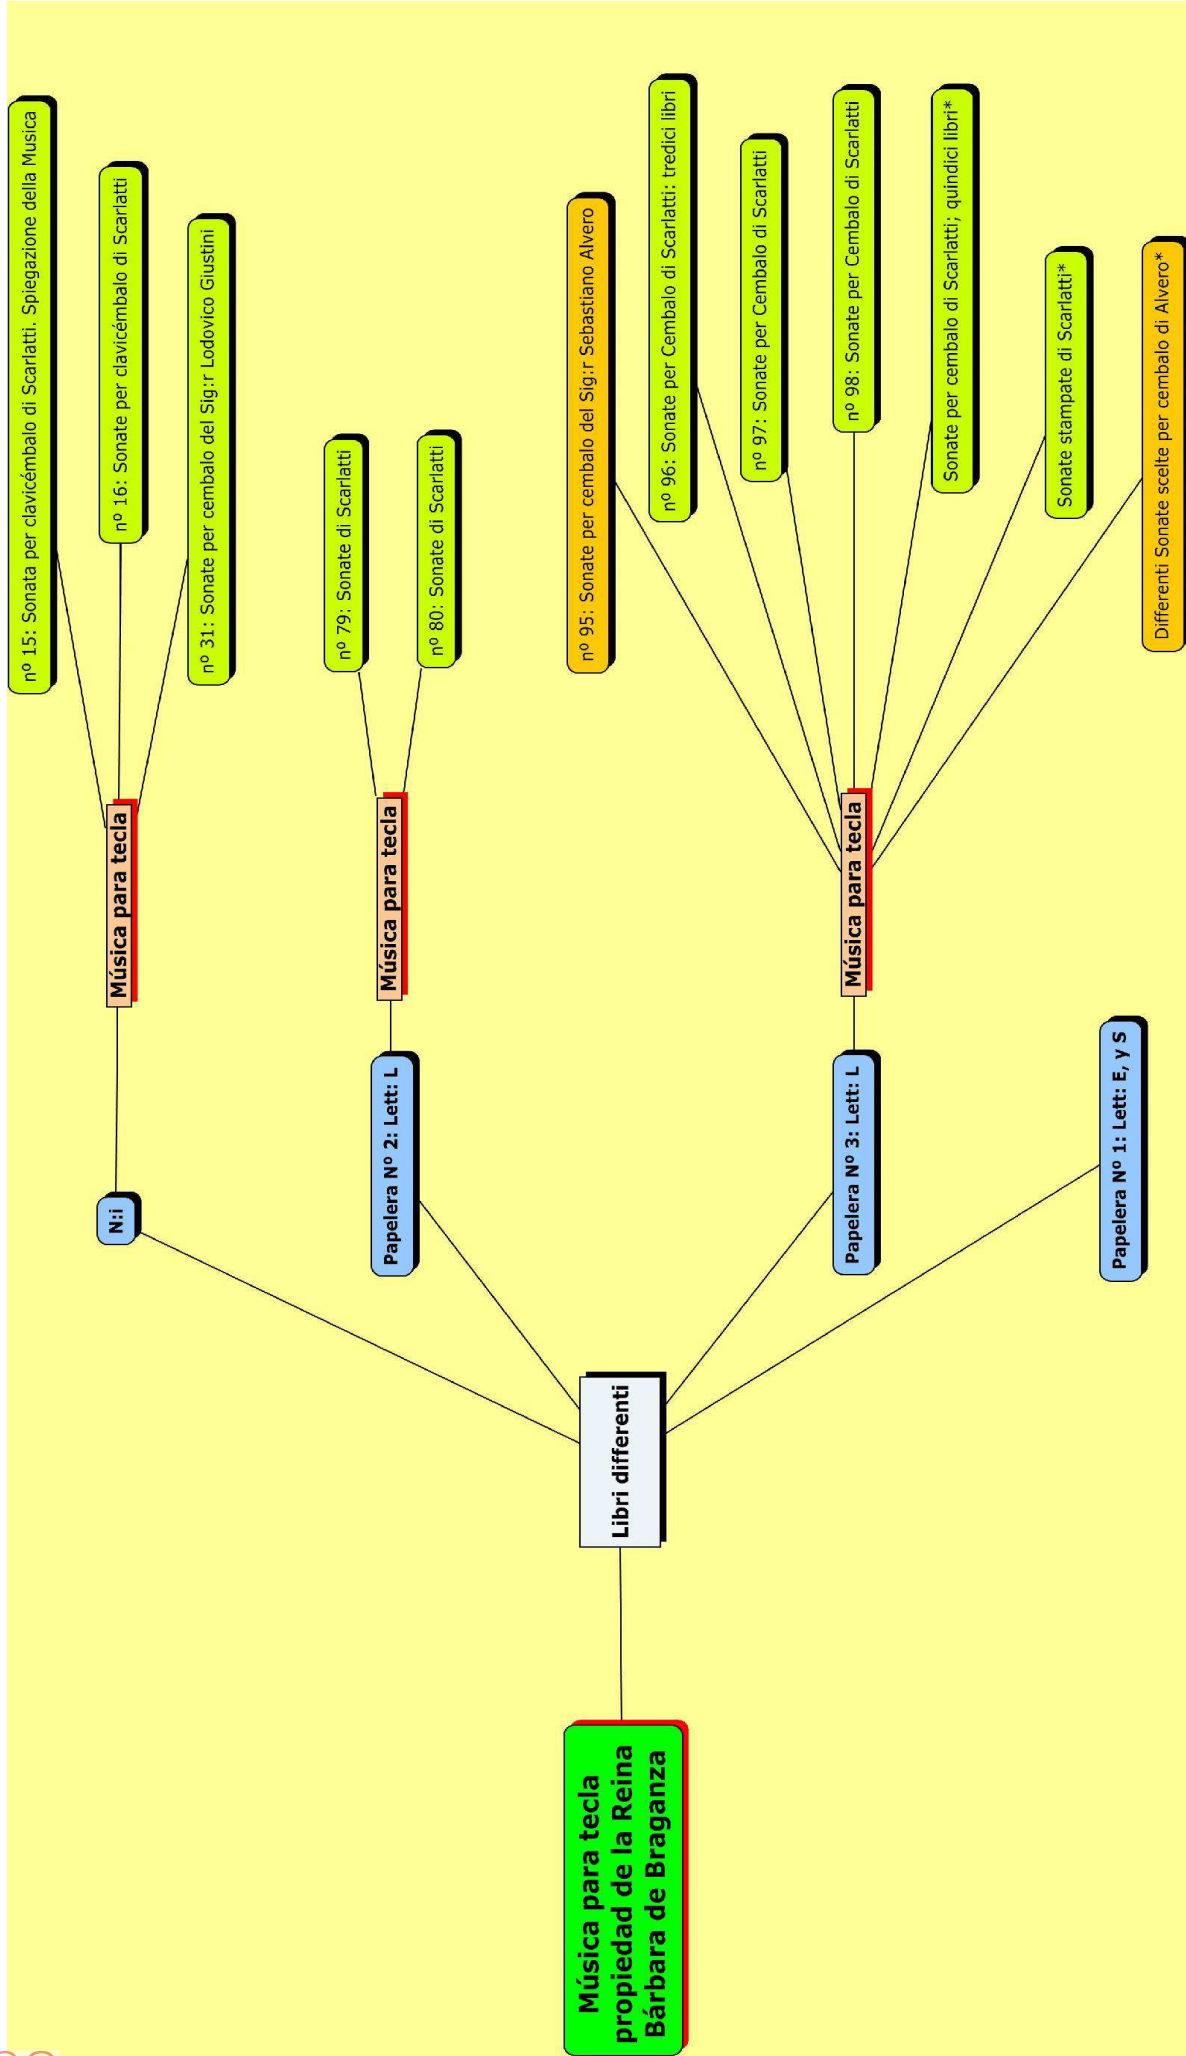 Música para tecla
propiedad de la Reina
Bárbara de Braganza
Libri differenti
N:i
Música para tecla
nº 15: Sonata per clavicémbalo di Scarlatti. Spiegazione della Musica
nº 16: Sonate per clavicémbalo di Scarlatti
nº 31: Sonate per cembalo del Sig:r Lodovico Giustini
Papelera Nº 2: Lett: L
Música para tecla
nº 79: Sonate di Scarlatti
nº 80: Sonate di Scarlatti
Papelera Nº 3: Lett: L
Música para tecla
nº 95: Sonate per cembalo del Sig:r Sebastiano Alvero
nº 96: Sonate per Cembalo di Scarlatti: tredici libri
nº 97: Sonate per Cembalo di Scarlatti
nº 98: Sonate per Cembalo di Scarlatti
Sonate per cembalo di Scarlatti; quindici libri*
Sonate stampate di Scarlatti*
Differenti Sonate scelte per cembalo di Alvero*
Papelera Nº 1: Lett: E, y S